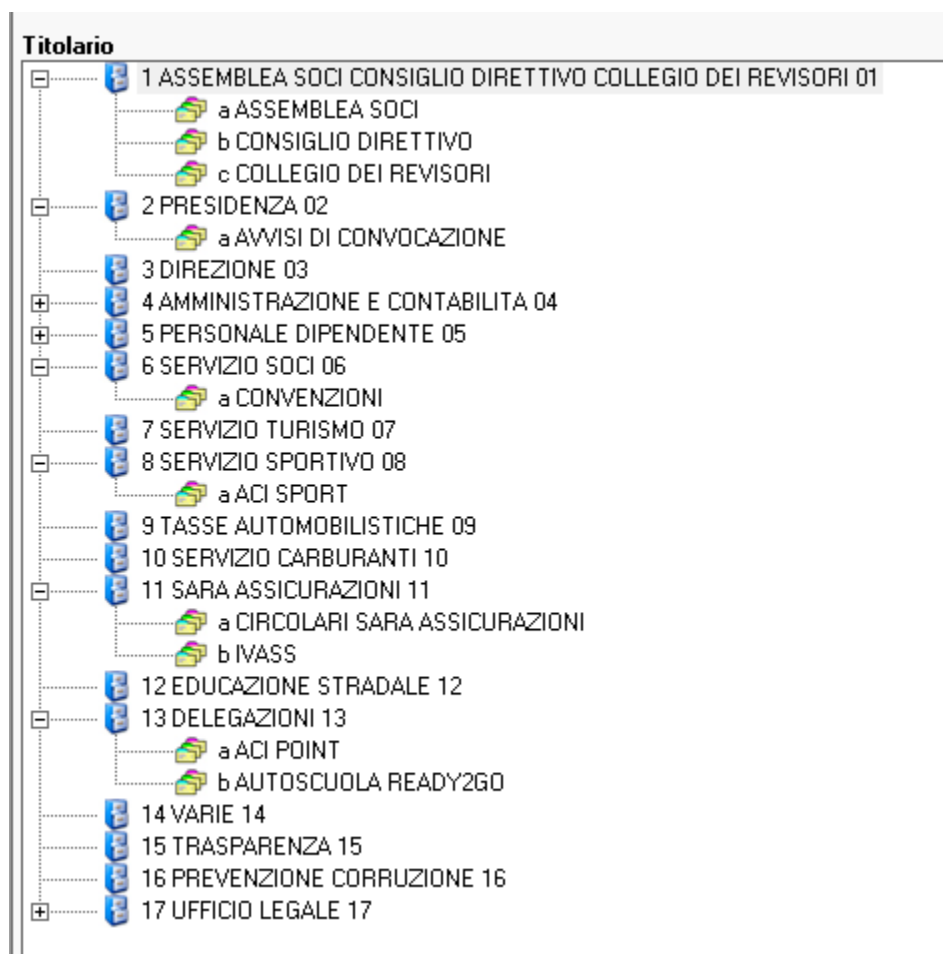 Titolario
1 ASSEMBLEA SOCI CONSIGLIO DIRETTIVO COLLEGIO DEI REVISORI 01
a ASSEMBLEA SOCI
b CONSIGLIO DIRETTIVO
c COLLEGIO DEI REVISORI
2 PRESIDENZA 02
a AVVISI DI CONVOCAZIONE
3 DIREZIONE 03
4 AMMINISTRAZIONE E CONTABILITA 04
5 PERSONALE DIPENDENTE 05
6 SERVIZIO SOCI 06
a CONVENZIONI
7 SERVIZIO TURISMO 07
8 SERVIZIO SPORTIVO 08
a ACI SPORT
9 TASSE AUTOMOBILISTICHE 09
10 SERVIZIO CARBURANTI 10
11 SARA ASSICURAZIONI 11
a CIRCOLARI SARA ASSICURAZIONI
b IVASS
12 EDUCAZIONE STRADALE 12
13 DELEGAZIONI 13
a ACI POINT
b AUTOSCUOLA READY2GO
14 VARIE 14
15 TRASPARENZA 15
16 PREVENZIONE CORRUZIONE 16
17 UFFICIO LEGALE 17